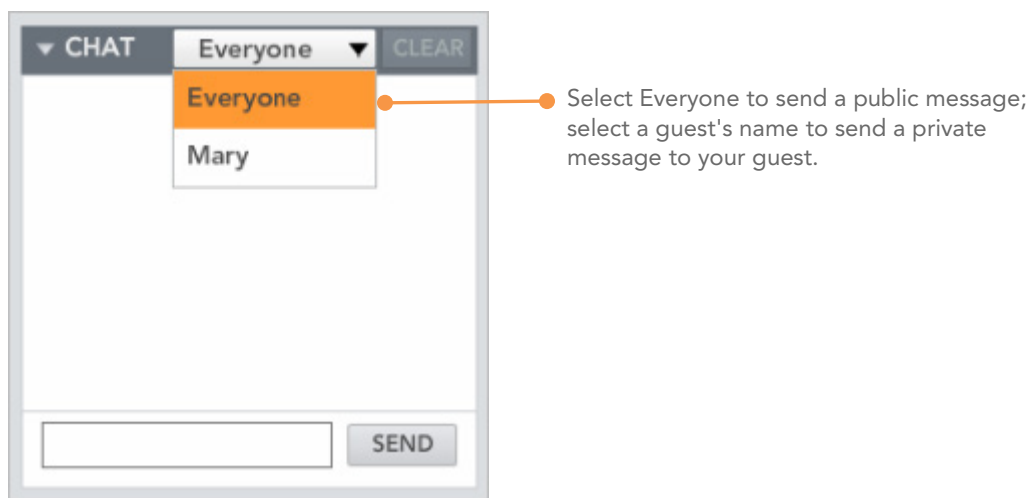 CHAT Everyone CLEAR
Everyone
Mary
Select Everyone to send a public message;
select a guest's name to send a private
message to your guest.
SEND